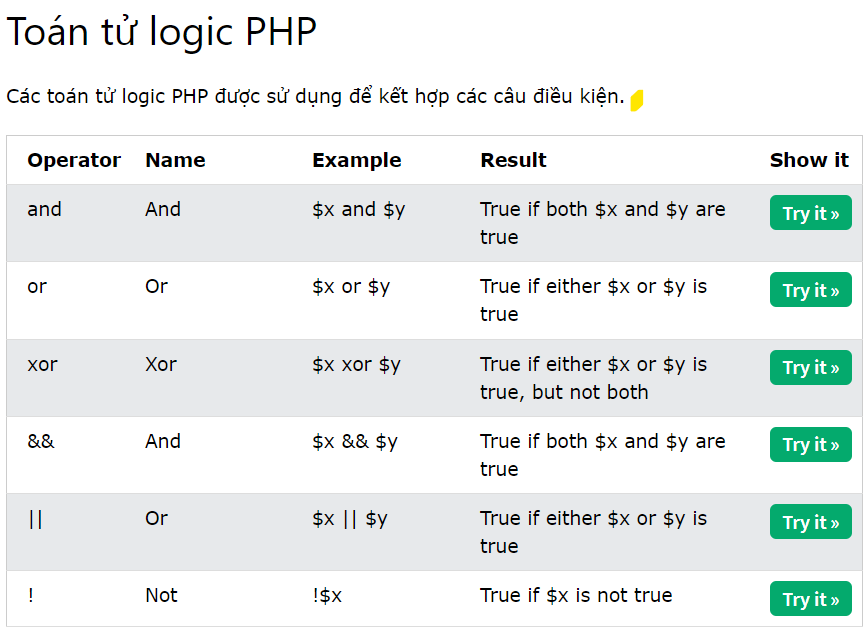 Toán tử logic PHP
Các toán tử logic PHP được sử dụng để kết hợp các câu điều kiện.
Operator Name Example Result Show it
and And $x and $y True if both $x and $y are Try it »
true
or Or $x or $y True if either $x or $y is Try it »
true
xor Xor $x xor $y True if either $x or $y is Try it »
true, but not both
&& And $x && $y True if both $x and $y are Try it »
true
|| Or $x || $y True if either $x or $y is Try it »
true
! Not !$x True if $x is not true Try it »